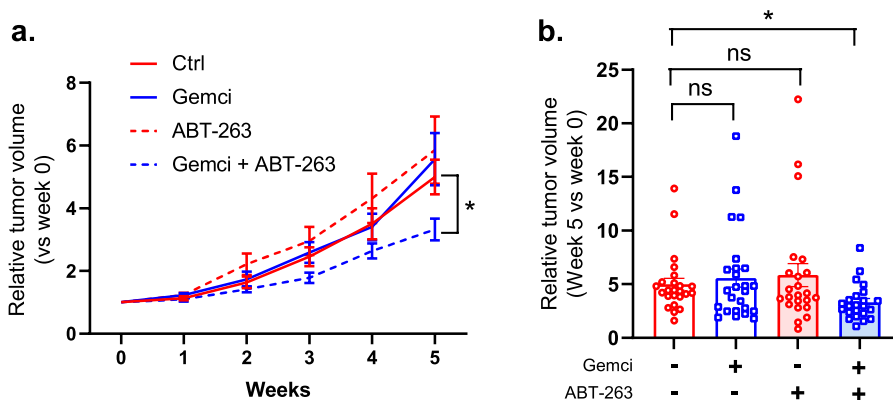 a.
Ctrl
Gemci
ABT-263
Gemci + ABT-263
Relative tumor volume
(vs week 0)
8
6
4
2
0
*
0 1 2 3 4 5
Weeks
b.
*
ns
ns
Relative tumor volume
(Week 5 vs week 0)
25
20
15
10
5
0
Gemci - + - +
ABT-263 - - + +